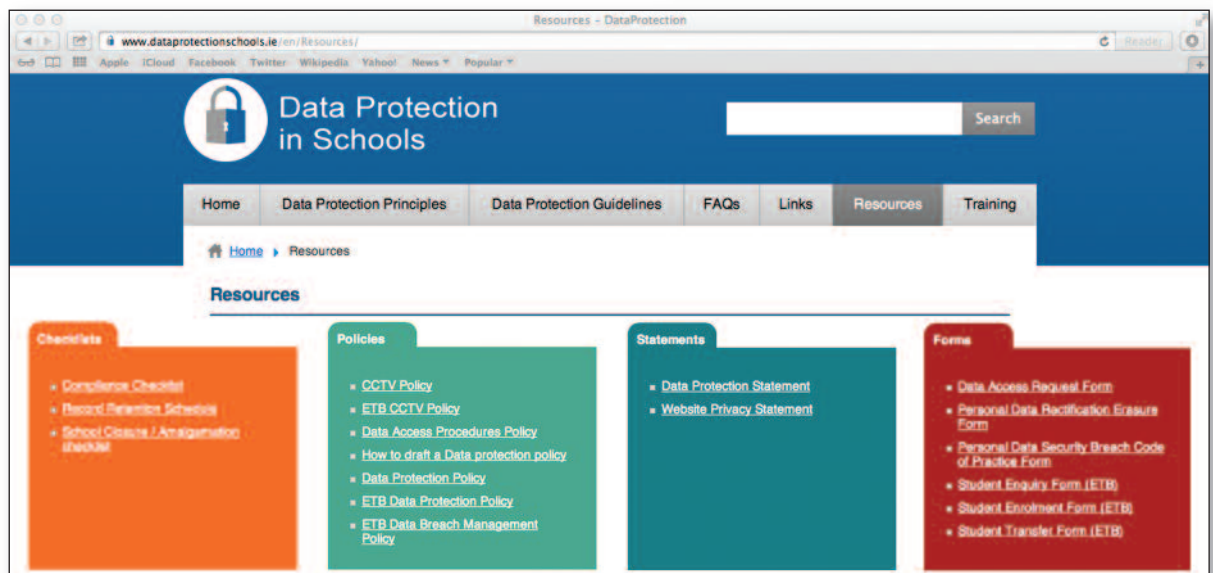 Resources - DataProtection
www.dataprotectionschools.ie/en/Resources/
Reader
Apple iCloud Facebook Twitter Wikipedia Yahoo! News Popular
Data Protection
in Schools
Search
Home Data Protection Principles Data Protection Guidelines FAQs Links Resources Training
Home Resources
Resources
Checklists
Compliance Checklist
Record Retention Schedule
School Closure / Amalgamation
checklist
Policies
CCTV Policy
ETB CCTV Policy
Data Access Procedures Policy
How to draft a Data protection policy
Data Protection Policy
ETB Data Protection Policy
ETB Data Breach Management
Policy
Statements
Data Protection Statement
Website Privacy Statement
Forms
Data Access Request Form
Personal Data Rectification Erasure
Form
Personal Data Security Breach Code
of Practice Form
Student Enquiry Form (ETB)
Student Enrolment Form (ETB)
Student Transfer Form (ETB)